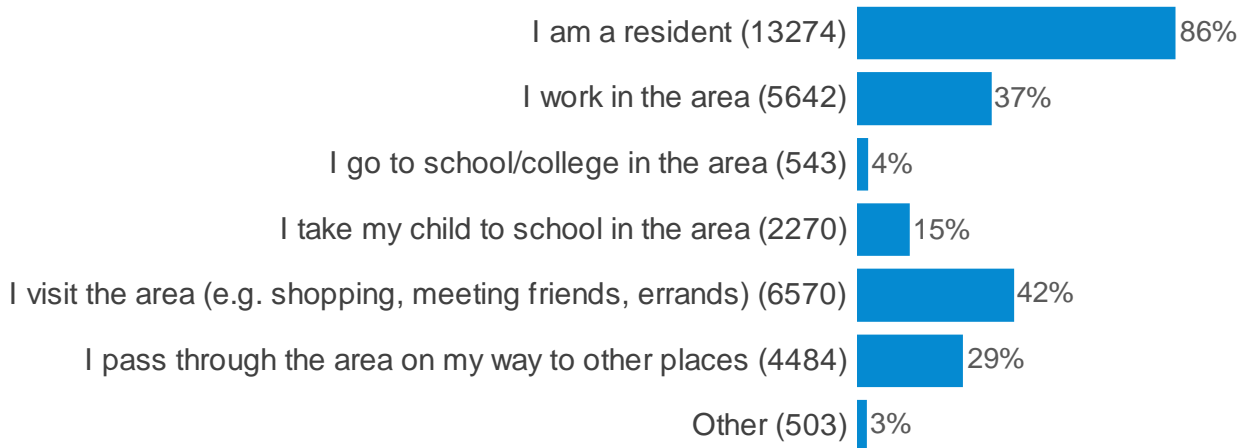 I am a resident (13274) 86%
I work in the area (5642) 37%
I go to school/college in the area (543) 4%
I take my child to school in the area (2270) 15%
I visit the area (e.g. shopping, meeting friends, errands) (6570) 42%
I pass through the area on my way to other places (4484) 29%
Other (503) 3%